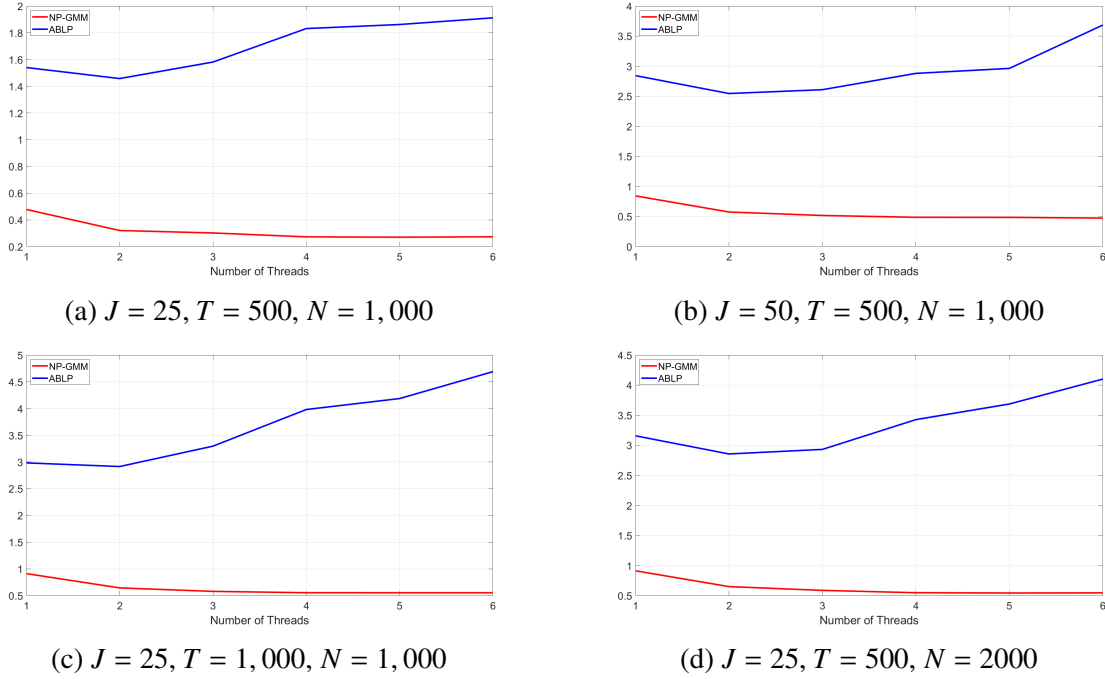 NP-GMM
ABLP
2
1.8
1.6
1.4
1.2
1
0.8
0.6
0.4
0.2
1 2 3 4 5 6
Number of Threads
(a) J = 25, T = 500, N = 1,000
NP-GMM
ABLP
4
3.5
3
2.5
2
1.5
1
0.5
0
1 2 3 4 5 6
Number of Threads
(b) J = 50, T = 500, N = 1,000
NP-GMM
ABLP
5
4.5
4
3.5
3
2.5
2
1.5
1
0.5
1 2 3 4 5 6
Number of Threads
(c) J = 25, T = 1,000, N = 1,000
NP-GMM
ABLP
4.5
4
3.5
3
2.5
2
1.5
1
0.5
1 2 3 4 5 6
Number of Threads
(d) J = 25, T = 500, N = 2000